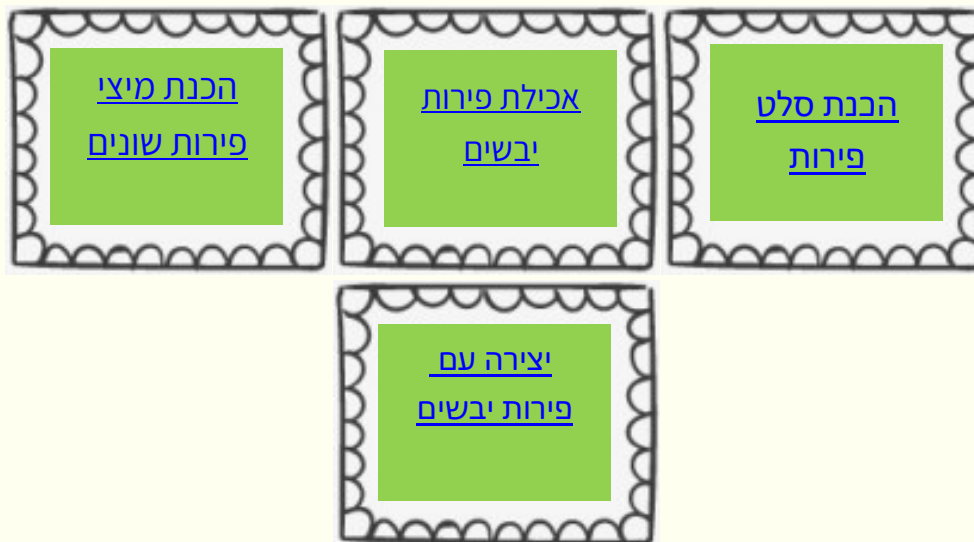 הכנת סלט
פירות
אכילת פירות
יבשים
הכנת מיצי
פירות שונים
יצירה עם
פירות יבשים